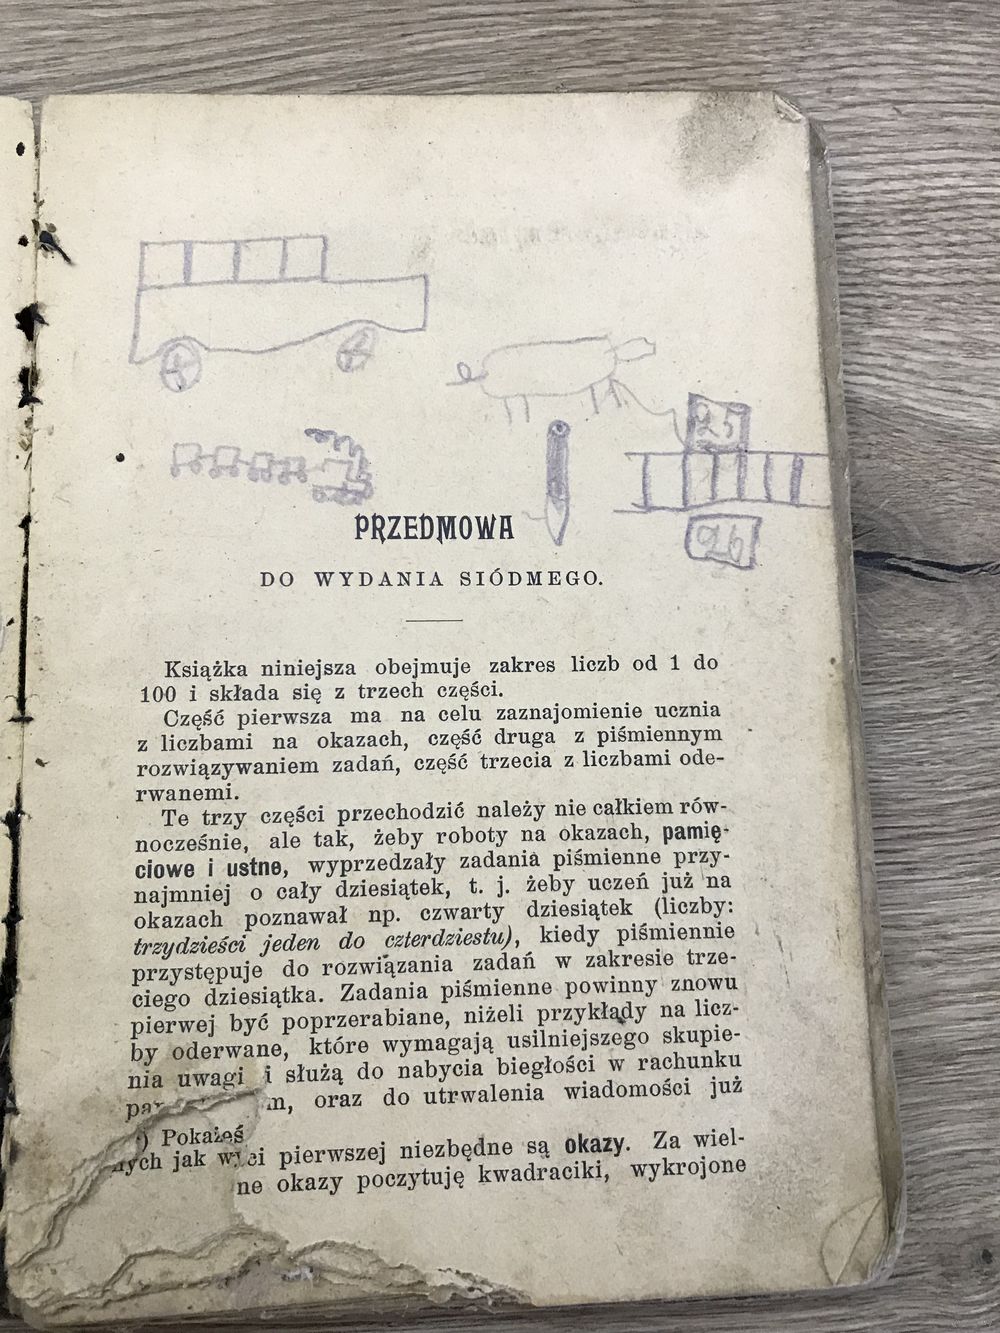 25
26
PRZEDMOWA
DO WYDANIA SIÓDMEGO.
Książka niniejsza obejmuje zakres liczb od 1 do
100 i składa się z trzech części.
Część pierwsza ma na celu zaznajomienie ucznia
z liczbami na okazach, część druga z piśmiennym
rozwiązywaniem zadań, część trzecia z liczbami ode-
rwanemi.
Te trzy części przechodzić należy nie całkiem rów-
nocześnie, ale tak, żeby roboty na okazach, pamię-
ciowe i ustne, wyprzedzały zadania piśmienne przy-
najmniej o cały dziesiątek, t. j. żeby uczeń już na
okazach poznawał np. czwarty dziesiątek (liczby:
trzydzieści jeden do czterdziestu), kiedy piśmiennie
przystępuje do rozwiązania zadań w zakresie trze-
ciego dziesiątka. Zadania piśmienne powinny znowu
pierwej być poprzerabiane, niżeli przykłady na licz-
by oderwane, które wymagają usilniejszego skupie-
nia uwagi i służą do nabycia biegłości w rachunku
oraz do utrwalenia wiadomości już
) Pokażeś
nych jak pierwszej niezbędne są okazy. Za wiel-
ne okazy poczytuję kwadraciki, wykrojone